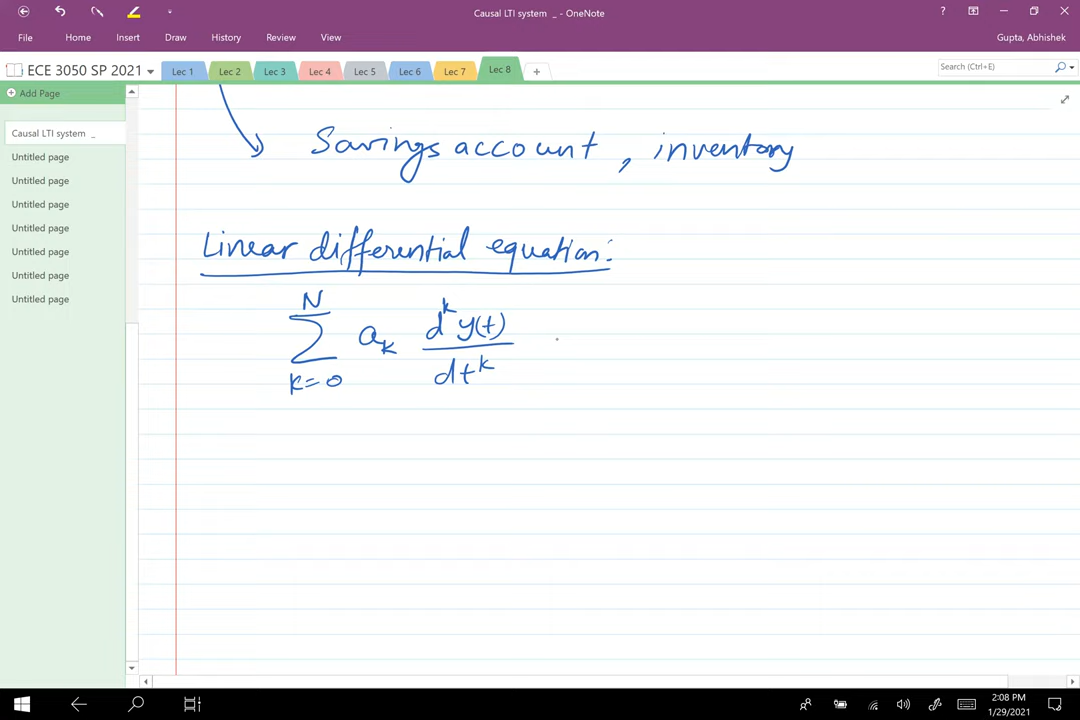 Causal LTI system _ - OneNote
?
File Home Insert Draw History Review View
Gupta, Abhishek
ECE 3050 SP 2021
Lec 1 Lec 2 Lec 3 Lec 4 Lec 5 Lec 6 Lec 7 Lec 8 +
Search (Ctrl+E)
Add Page
Causal LTI system _
Untitled page
Untitled page
Untitled page
Untitled page
Untitled page
Untitled page
Untitled page
Savings account, inventory
Linear differential equation:
N
∑ a_k d^k y(t) / dt^k
k=0
2:08 PM
1/29/2021